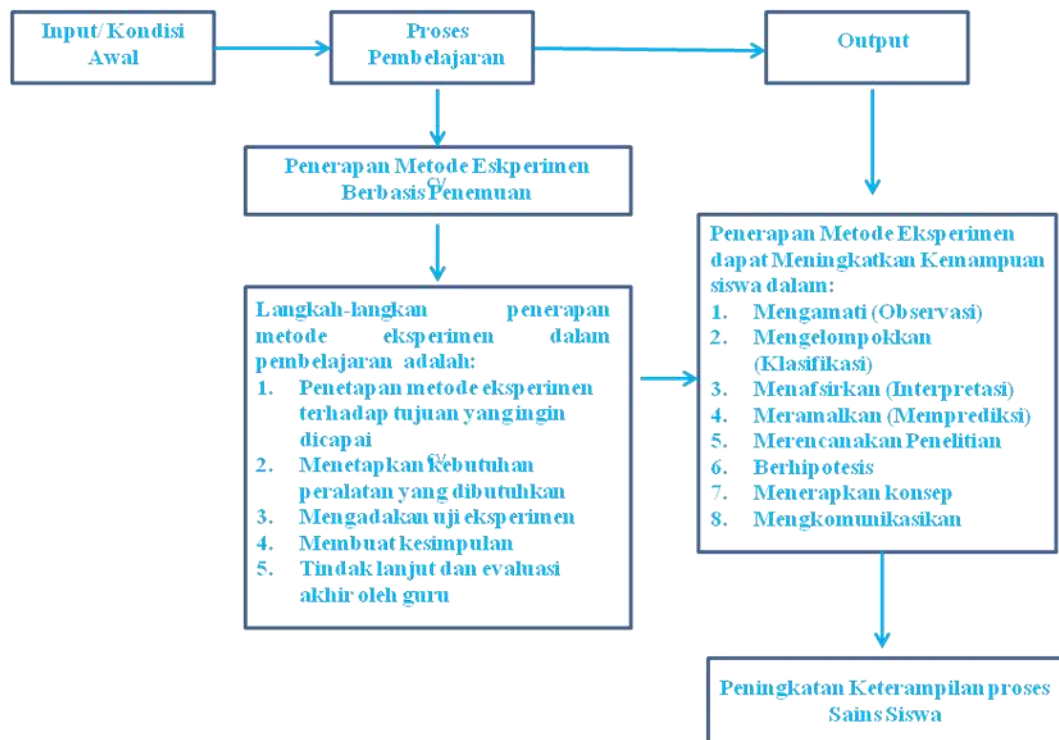 Input/ Kondisi
Awal
Proses
Pembelajaran
Output
Penerapan Metode Eskperimen
Berbasis Penemuan
cv
Langkah-langkan penerapan
metode eksperimen dalam
pembelajaran adalah:
1. Penetapan metode eksperimen
terhadap tujuan yangingin
dicapai
cv
2. Menetapkan kebutuhan
peralatan yang dibutuhkan
3. Mengadakan uji eksperimen
4. Membuat kesimpulan
5. Tindak lanjut dan evaluasi
akhir oleh guru
Penerapan Metode Eksperimen
dapat Meningkatkan Kemampuan
siswa dalam:
1. Mengamati (Observasi)
2. Mengelompokkan
(Klasifikasi)
3. Menafsirkan (Interpretasi)
4. Meramalkan (Memprediksi)
5. Merencanakan Penelitian
6. Berhipotesis
7. Menerapkan konsep
8. Mengkomunikasikan
Peningkatan Keterampilan proses
Sains Siswa